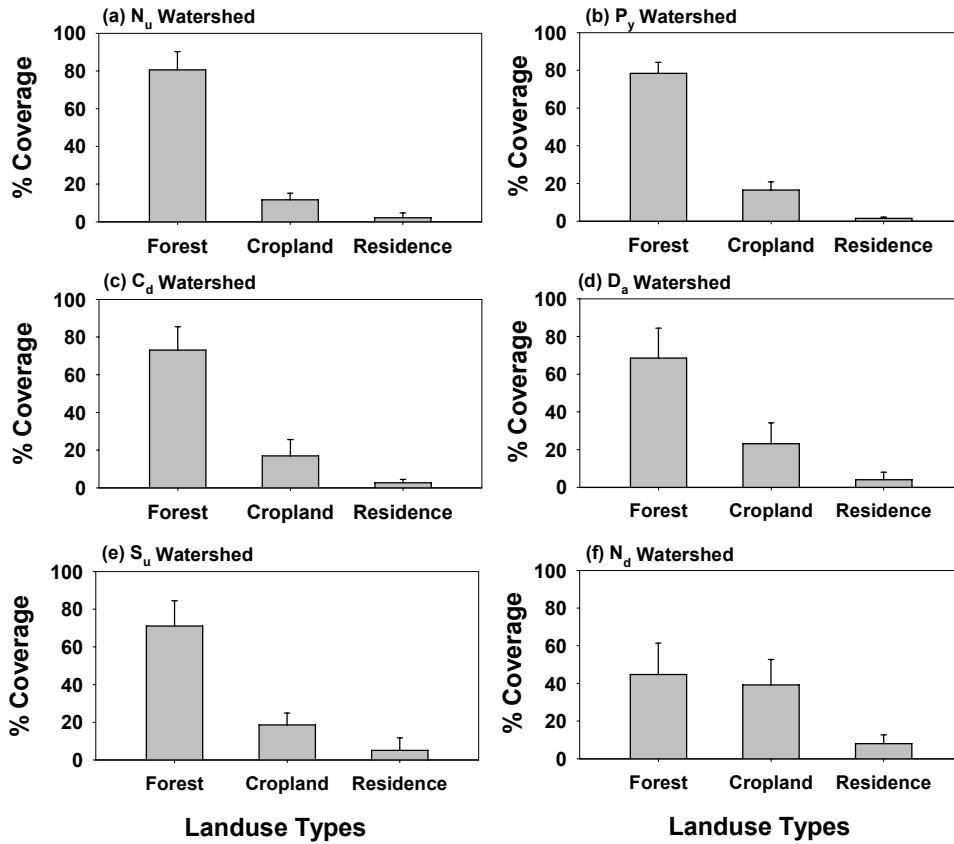 (a) Nu Watershed
% Coverage
100
80
60
40
20
0
Forest Cropland Residence
(b) Py Watershed
% Coverage
100
80
60
40
20
0
Forest Cropland Residence
(c) Cd Watershed
% Coverage
100
80
60
40
20
0
Forest Cropland Residence
(d) Da Watershed
% Coverage
100
80
60
40
20
0
Forest Cropland Residence
(e) Su Watershed
% Coverage
100
80
60
40
20
0
Forest Cropland Residence
Landuse Types
(f) Nd Watershed
% Coverage
100
80
60
40
20
0
Forest Cropland Residence
Landuse Types